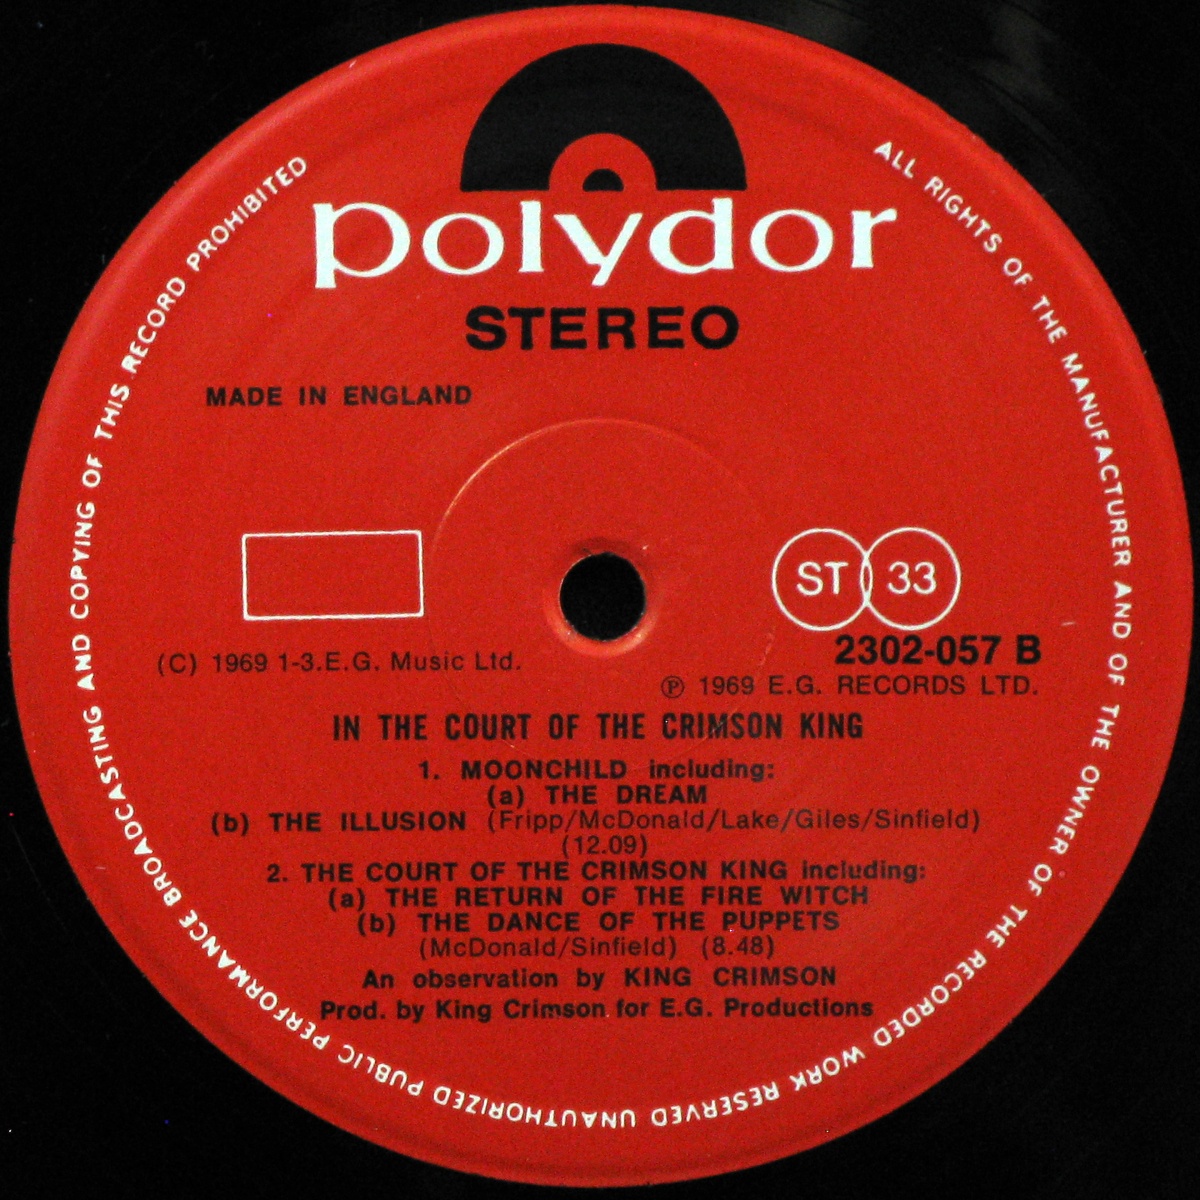 polydor
STEREO
MADE IN ENGLAND
ST 33
2302-057 B
(C) 1969 1-3.E.G. Music Ltd.
℗ 1969 E.G. RECORDS LTD.
IN THE COURT OF THE CRIMSON KING
1. MOONCHILD including:
(a) THE DREAM
(b) THE ILLUSION (Fripp/McDonald/Lake/Giles/Sinfield)
(12.09)
2. THE COURT OF THE CRIMSON KING including:
(a) THE RETURN OF THE FIRE WITCH
(b) THE DANCE OF THE PUPPETS
(McDonald/Sinfield) (8.48)
An observation by KING CRIMSON
Prod. by King Crimson for E.G. Productions
ALL RIGHTS OF THE MANUFACTURER AND OF THE OWNER OF THE RECORDED WORK RESERVED UNAUTHORIZED PUBLIC PERFORMANCE BROADCASTING AND COPYING OF THIS RECORD PROHIBITED